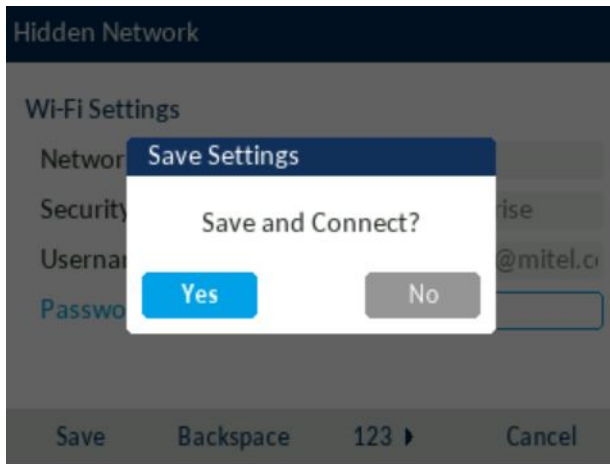 Hidden Network
Wi-Fi Settings
Networ
Save Settings
Security
Save and Connect?
rise
Userna
@mitel.c
Yes
No
Passwo
Save
Backspace
123
Cancel